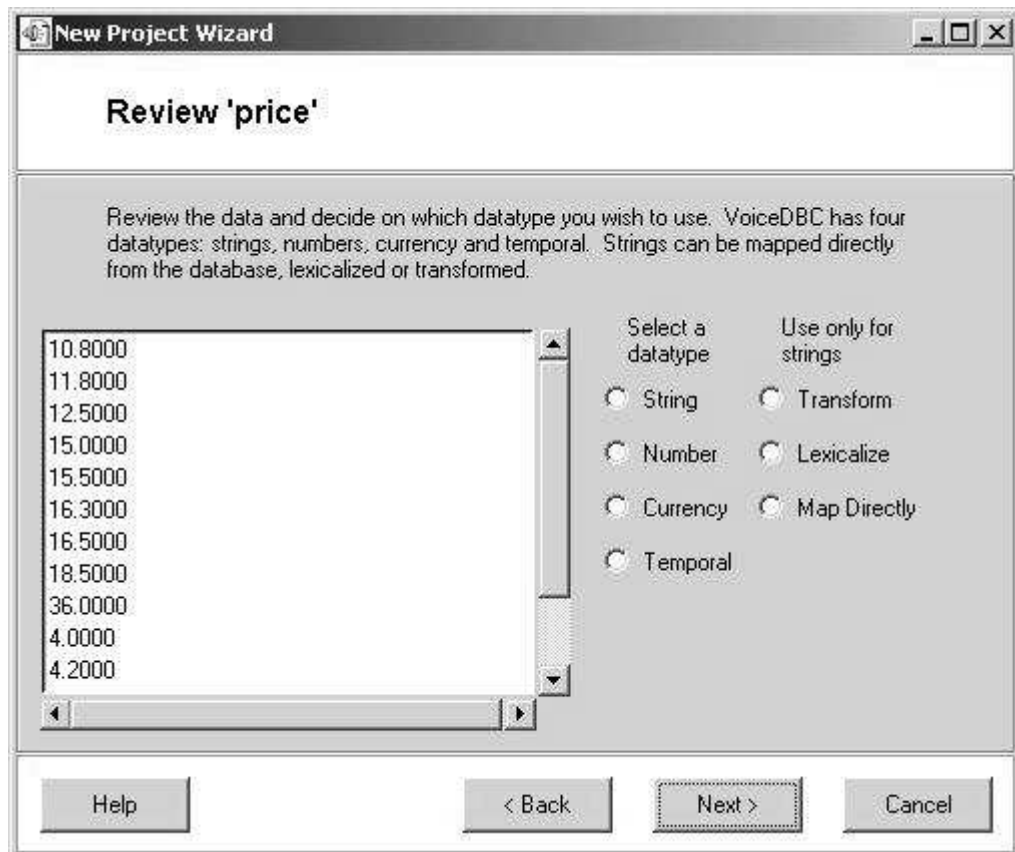 New Project Wizard
Review 'price'
Review the data and decide on which datatype you wish to use. VoiceDBC has four
datatypes: strings, numbers, currency and temporal. Strings can be mapped directly
from the database, lexicalized or transformed.
10.8000
11.8000
12.5000
15.0000
15.5000
16.3000
16.5000
18.5000
36.0000
4.0000
4.2000
Select a
datatype
String
Number
Currency
Temporal
Use only for
strings
Transform
Lexicalize
Map Directly
Help
< Back
Next >
Cancel